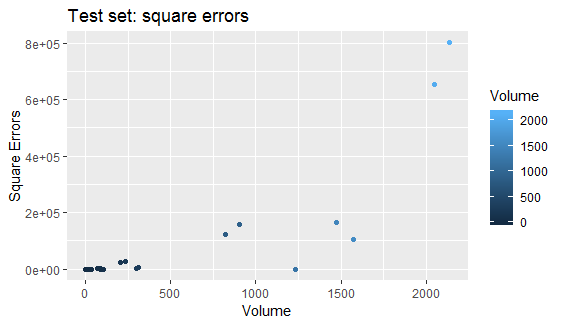 Test set: square errors
8e+05
6e+05
4e+05
2e+05
0e+00
Square Errors
0 500 1000 1500 2000
Volume
Volume
2000
1500
1000
500
0